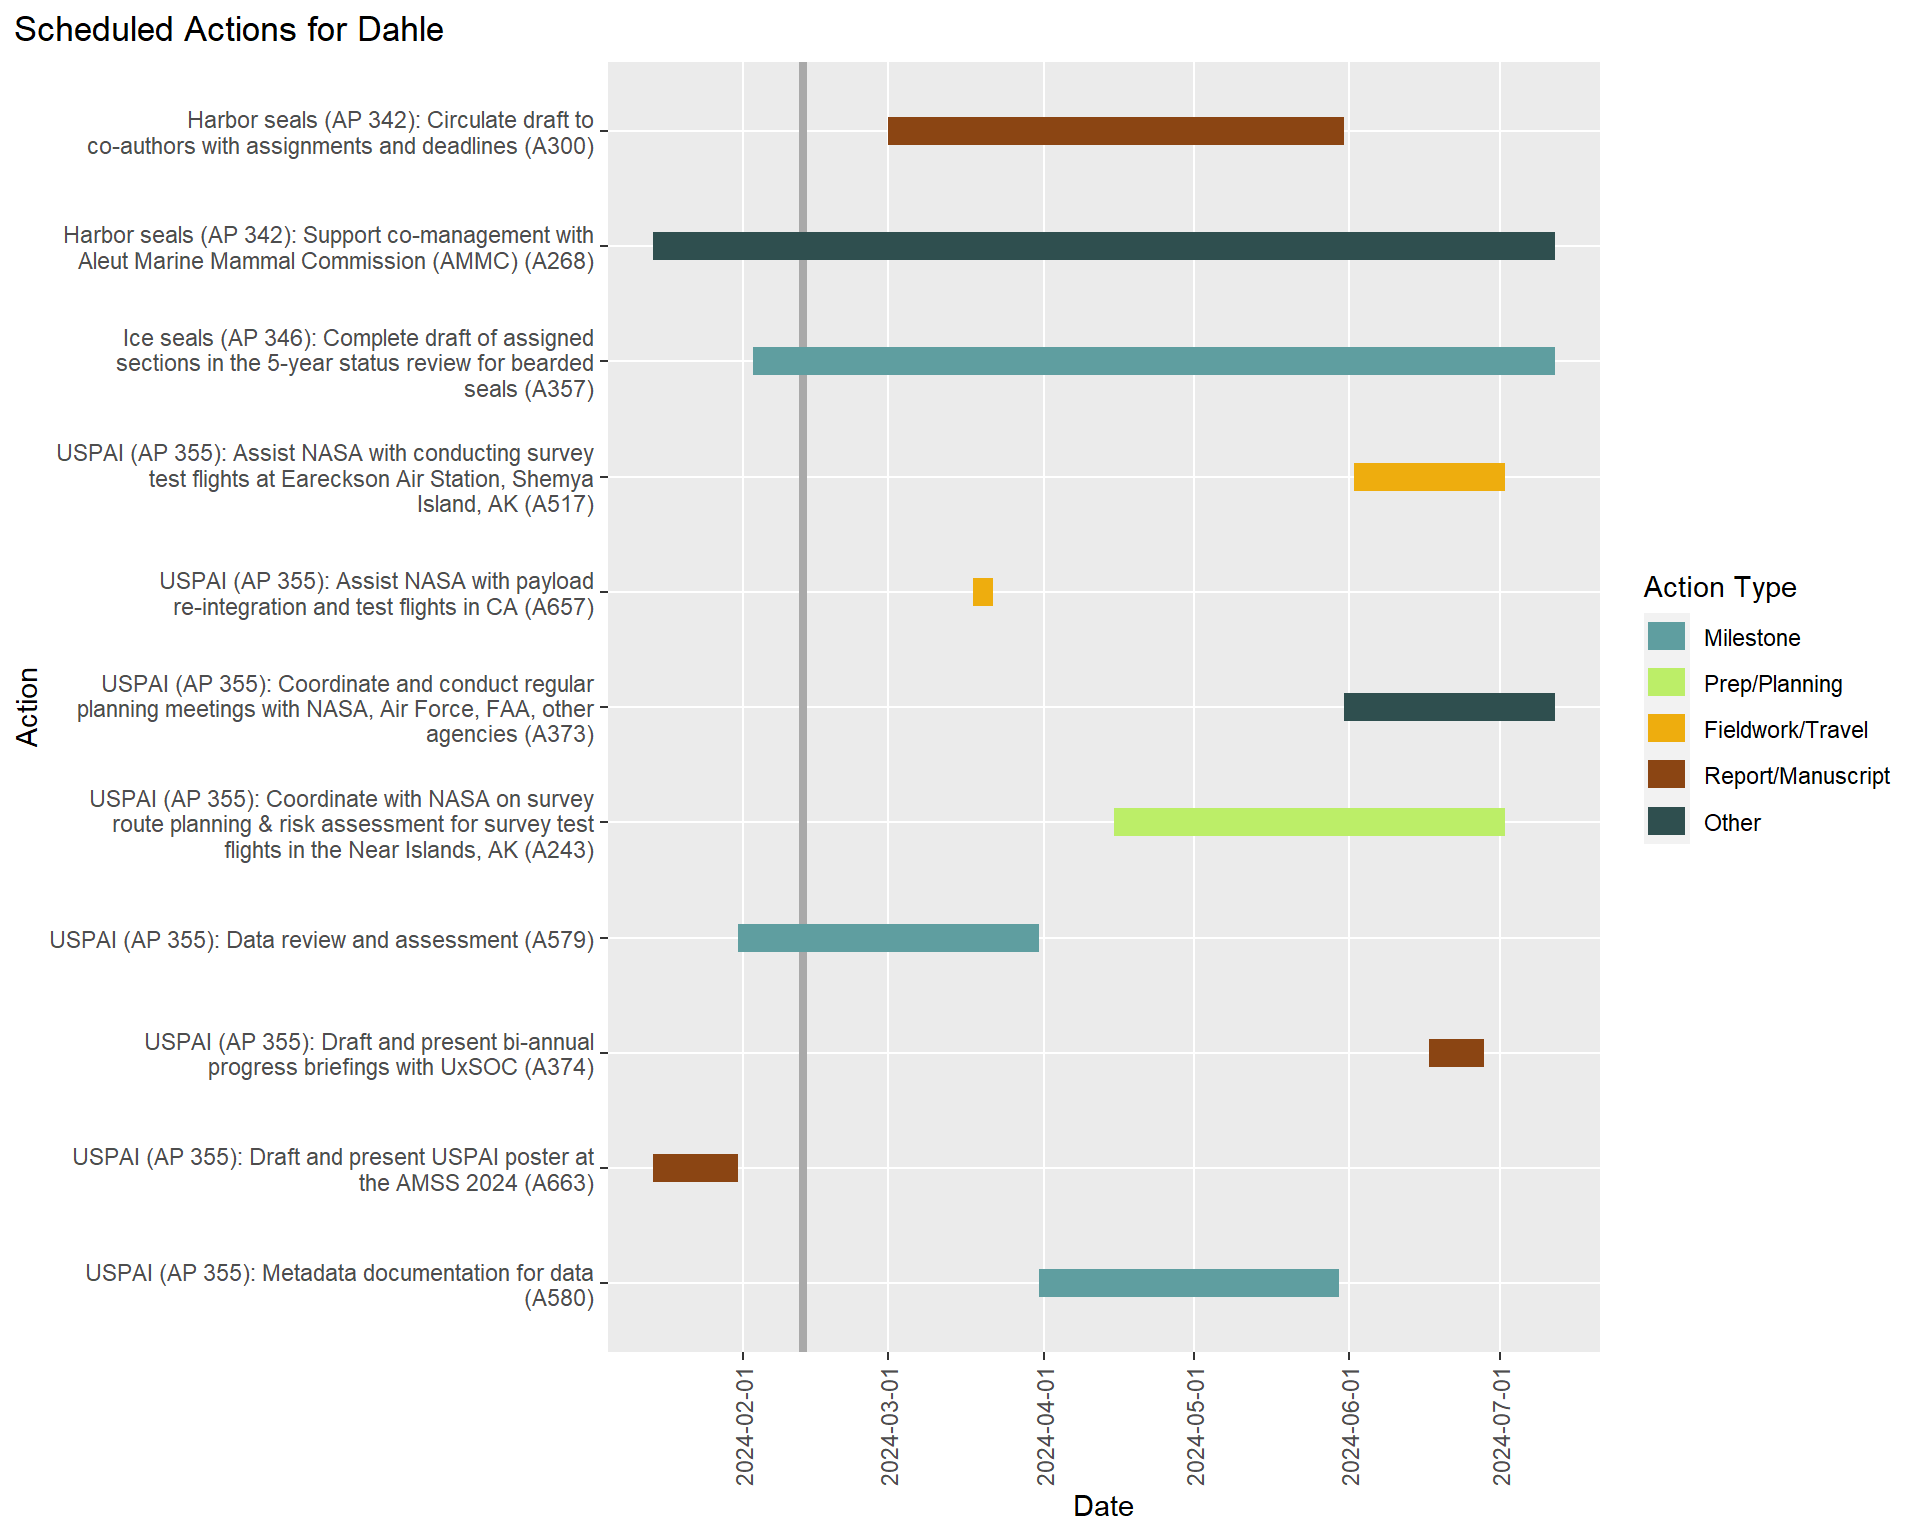 Scheduled Actions for Dahle
Harbor seals (AP 342): Circulate draft to
co-authors with assignments and deadlines (A300)
Harbor seals (AP 342): Support co-management with
Aleut Marine Mammal Commission (AMMC) (A268)
Ice seals (AP 346): Complete draft of assigned
sections in the 5-year status review for bearded
seals (A357)
USPAI (AP 355): Assist NASA with conducting survey
test flights at Eareckson Air Station, Shemya
Island, AK (A517)
USPAI (AP 355): Assist NASA with payload
re-integration and test flights in CA (A657)
USPAI (AP 355): Coordinate and conduct regular
planning meetings with NASA, Air Force, FAA, other
agencies (A373)
USPAI (AP 355): Coordinate with NASA on survey
route planning & risk assessment for survey test
flights in the Near Islands, AK (A243)
USPAI (AP 355): Data review and assessment (A579)
USPAI (AP 355): Draft and present bi-annual
progress briefings with UxSOC (A374)
USPAI (AP 355): Draft and present USPAI poster at
the AMSS 2024 (A663)
USPAI (AP 355): Metadata documentation for data
(A580)
Action
2024-02-01
2024-03-01
2024-04-01
2024-05-01
2024-06-01
2024-07-01
Date
Action Type
Milestone
Prep/Planning
Fieldwork/Travel
Report/Manuscript
Other